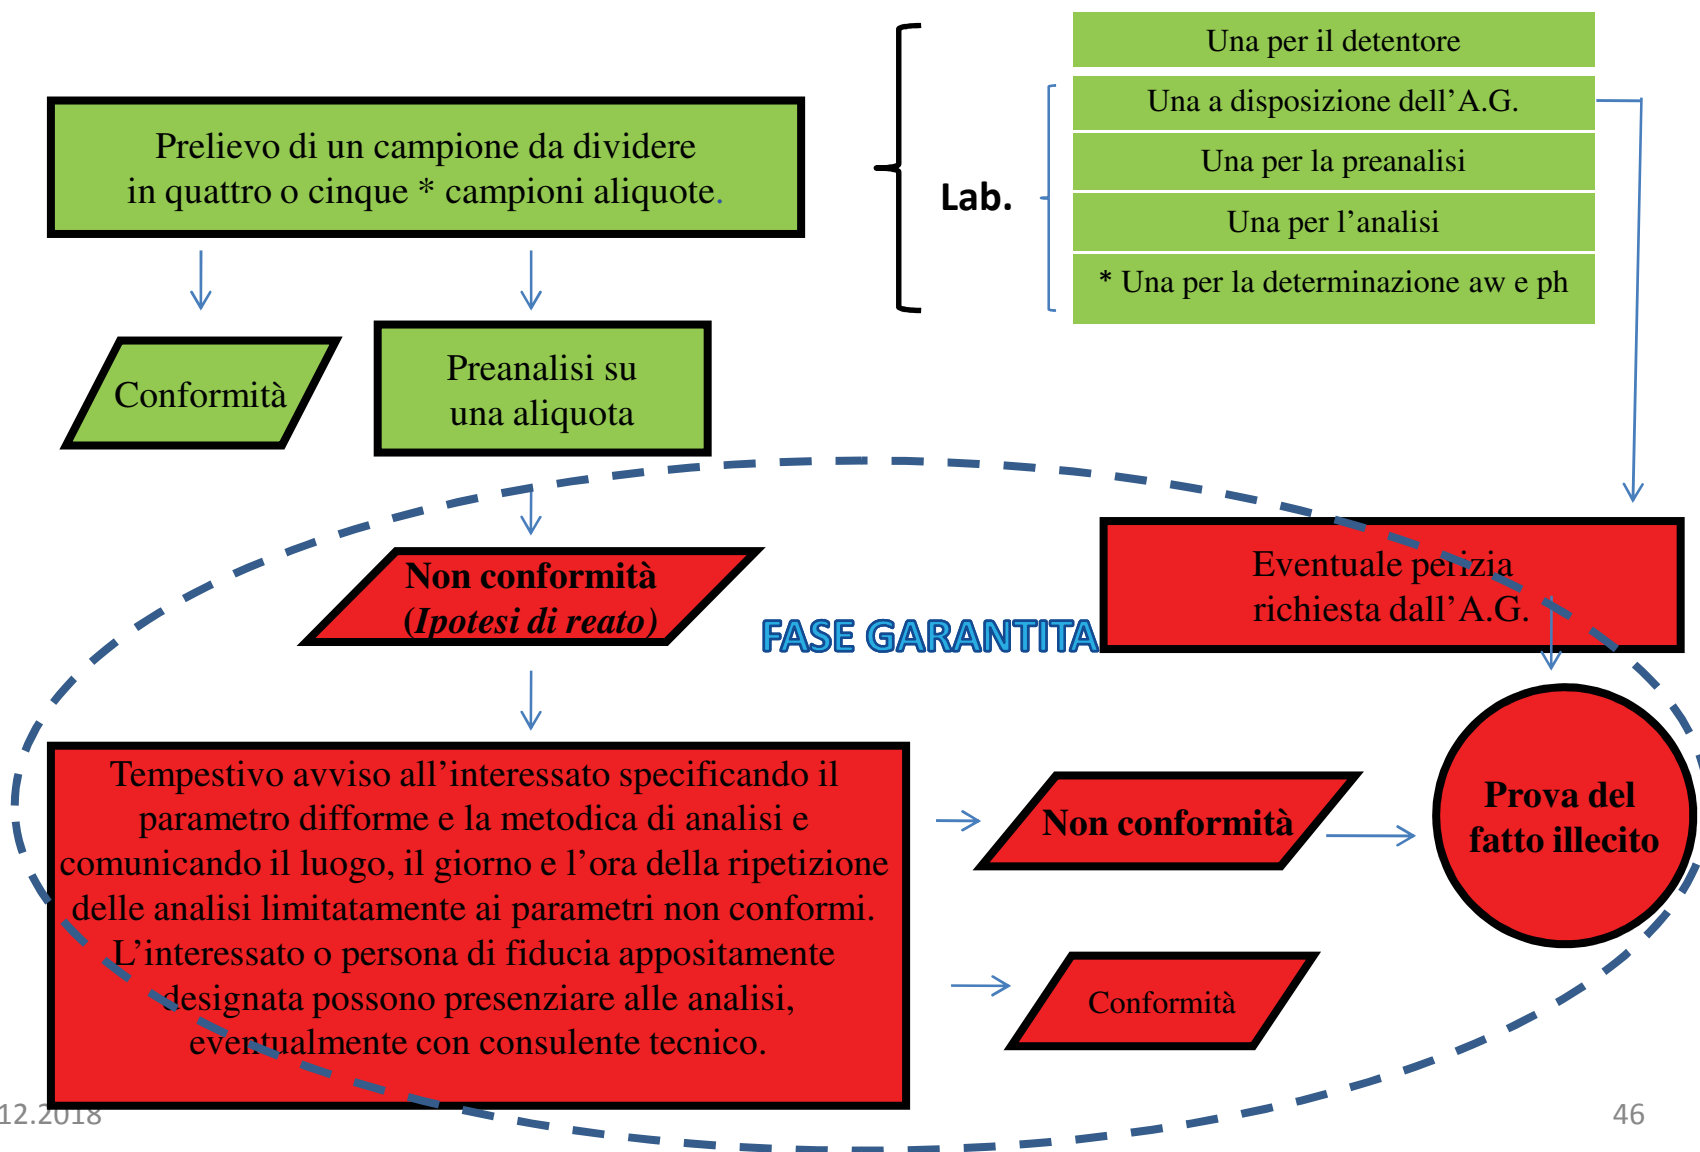 Una per il detentore
Una a disposizione dell’A.G.
Una per la preanalisi
Una per l’analisi
* Una per la determinazione aw e ph
Lab.
Prelievo di un campione da dividere
in quattro o cinque * campioni aliquote.
Conformità
Preanalisi su
una aliquota
Non conformità
(Ipotesi di reato)
FASE GARANTITA
Eventuale perizia
richiesta dall’A.G.
Tempestivo avviso all’interessato specificando il
parametro difforme e la metodica di analisi e
comunicando il luogo, il giorno e l’ora della ripetizione
delle analisi limitatamente ai parametri non conformi.
L’interessato o persona di fiducia appositamente
designata possono presenziare alle analisi,
eventualmente con consulente tecnico.
Non conformità
Prova del
fatto illecito
Conformità
12.2018
46